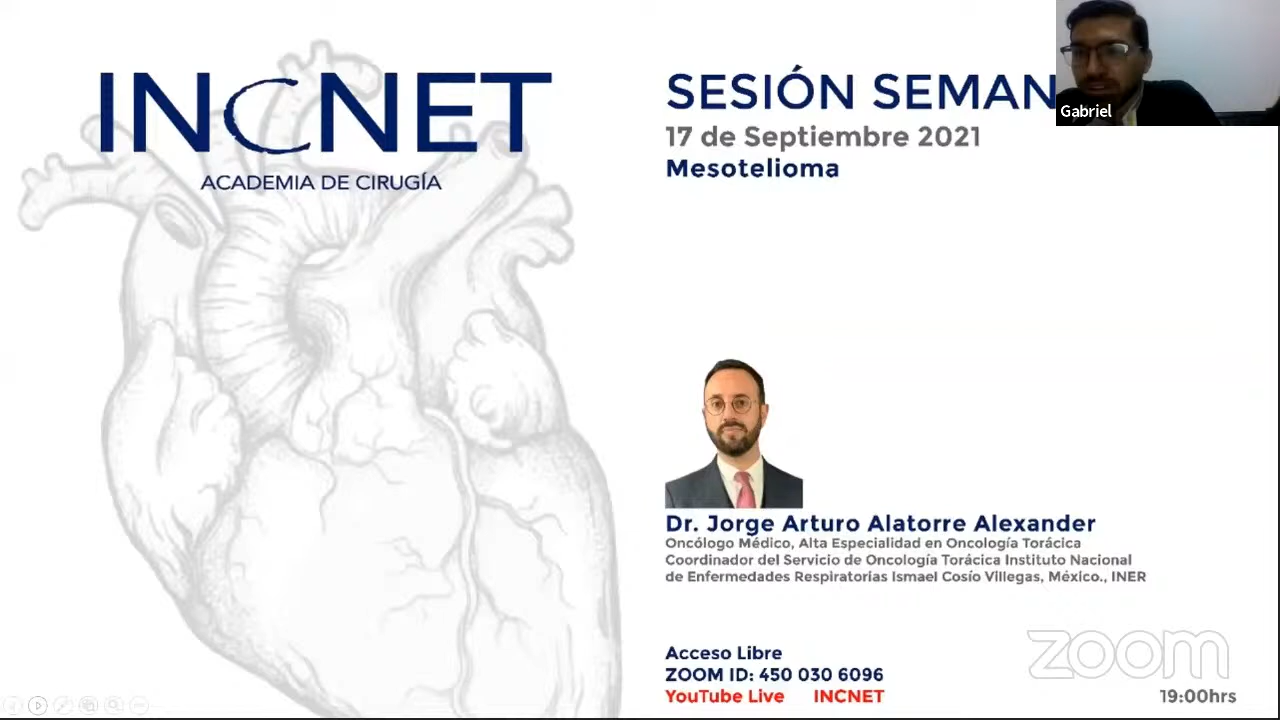 INCNET
ACADEMIA DE CIRUGÍA
SESIÓN SEMAN
17 de Septiembre 2021
Mesotelioma
Gabriel
Dr. Jorge Arturo Alatorre Alexander
Oncólogo Médico, Alta Especialidad en Oncología Torácica
Coordinador del Servicio de Oncología Torácica Instituto Nacional
de Enfermedades Respiratorias Ismael Cosío Villegas, México., INER
Acceso Libre
ZOOM ID: 450 030 6096
YouTube Live INCNET
zoom
19:00hrs